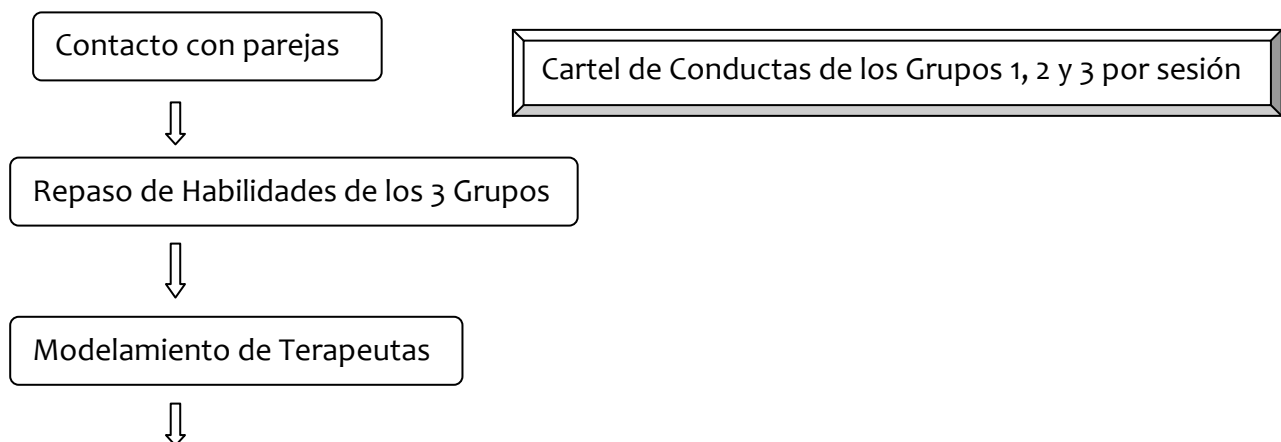 Contacto con parejas
Cartel de Conductas de los Grupos 1, 2 y 3 por sesión
Repaso de Habilidades de los 3 Grupos
Modelamiento de Terapeutas